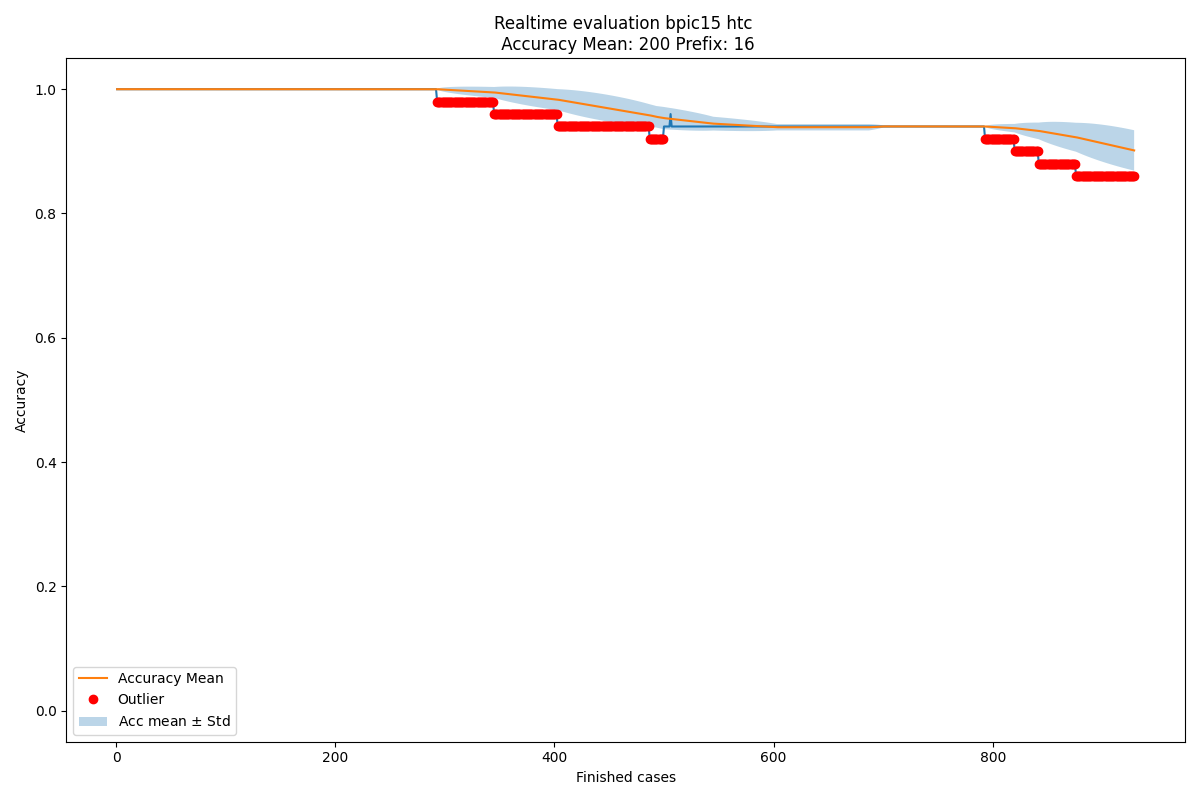 Realtime evaluation bpic15 htc
Accuracy Mean: 200 Prefix: 16
1.0
0.8
0.6
0.4
0.2
0.0
Accuracy
Accuracy Mean
Outlier
Acc mean ± Std
0 200 400 600 800
Finished cases